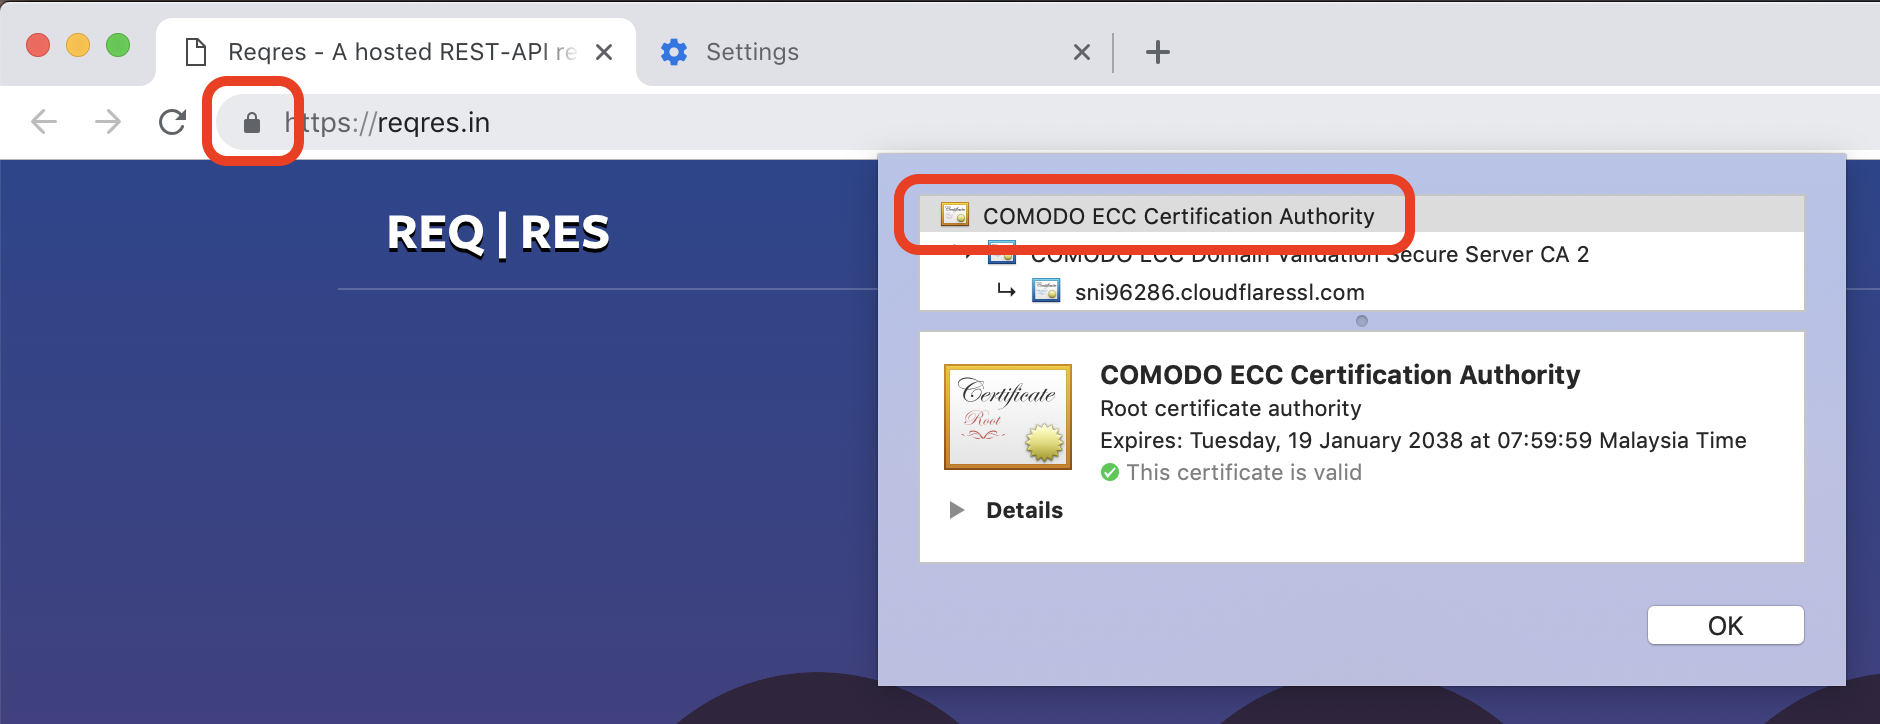 Reqres - A hosted REST-API re
Settings
https://reqres.in
REQ | RES
COMODO ECC Certification Authority
COMODO ECC Domain Validation Secure Server CA 2
sni96286.cloudflaressl.com
Certificate
Root
COMODO ECC Certification Authority
Root certificate authority
Expires: Tuesday, 19 January 2038 at 07:59:59 Malaysia Time
This certificate is valid
Details
OK